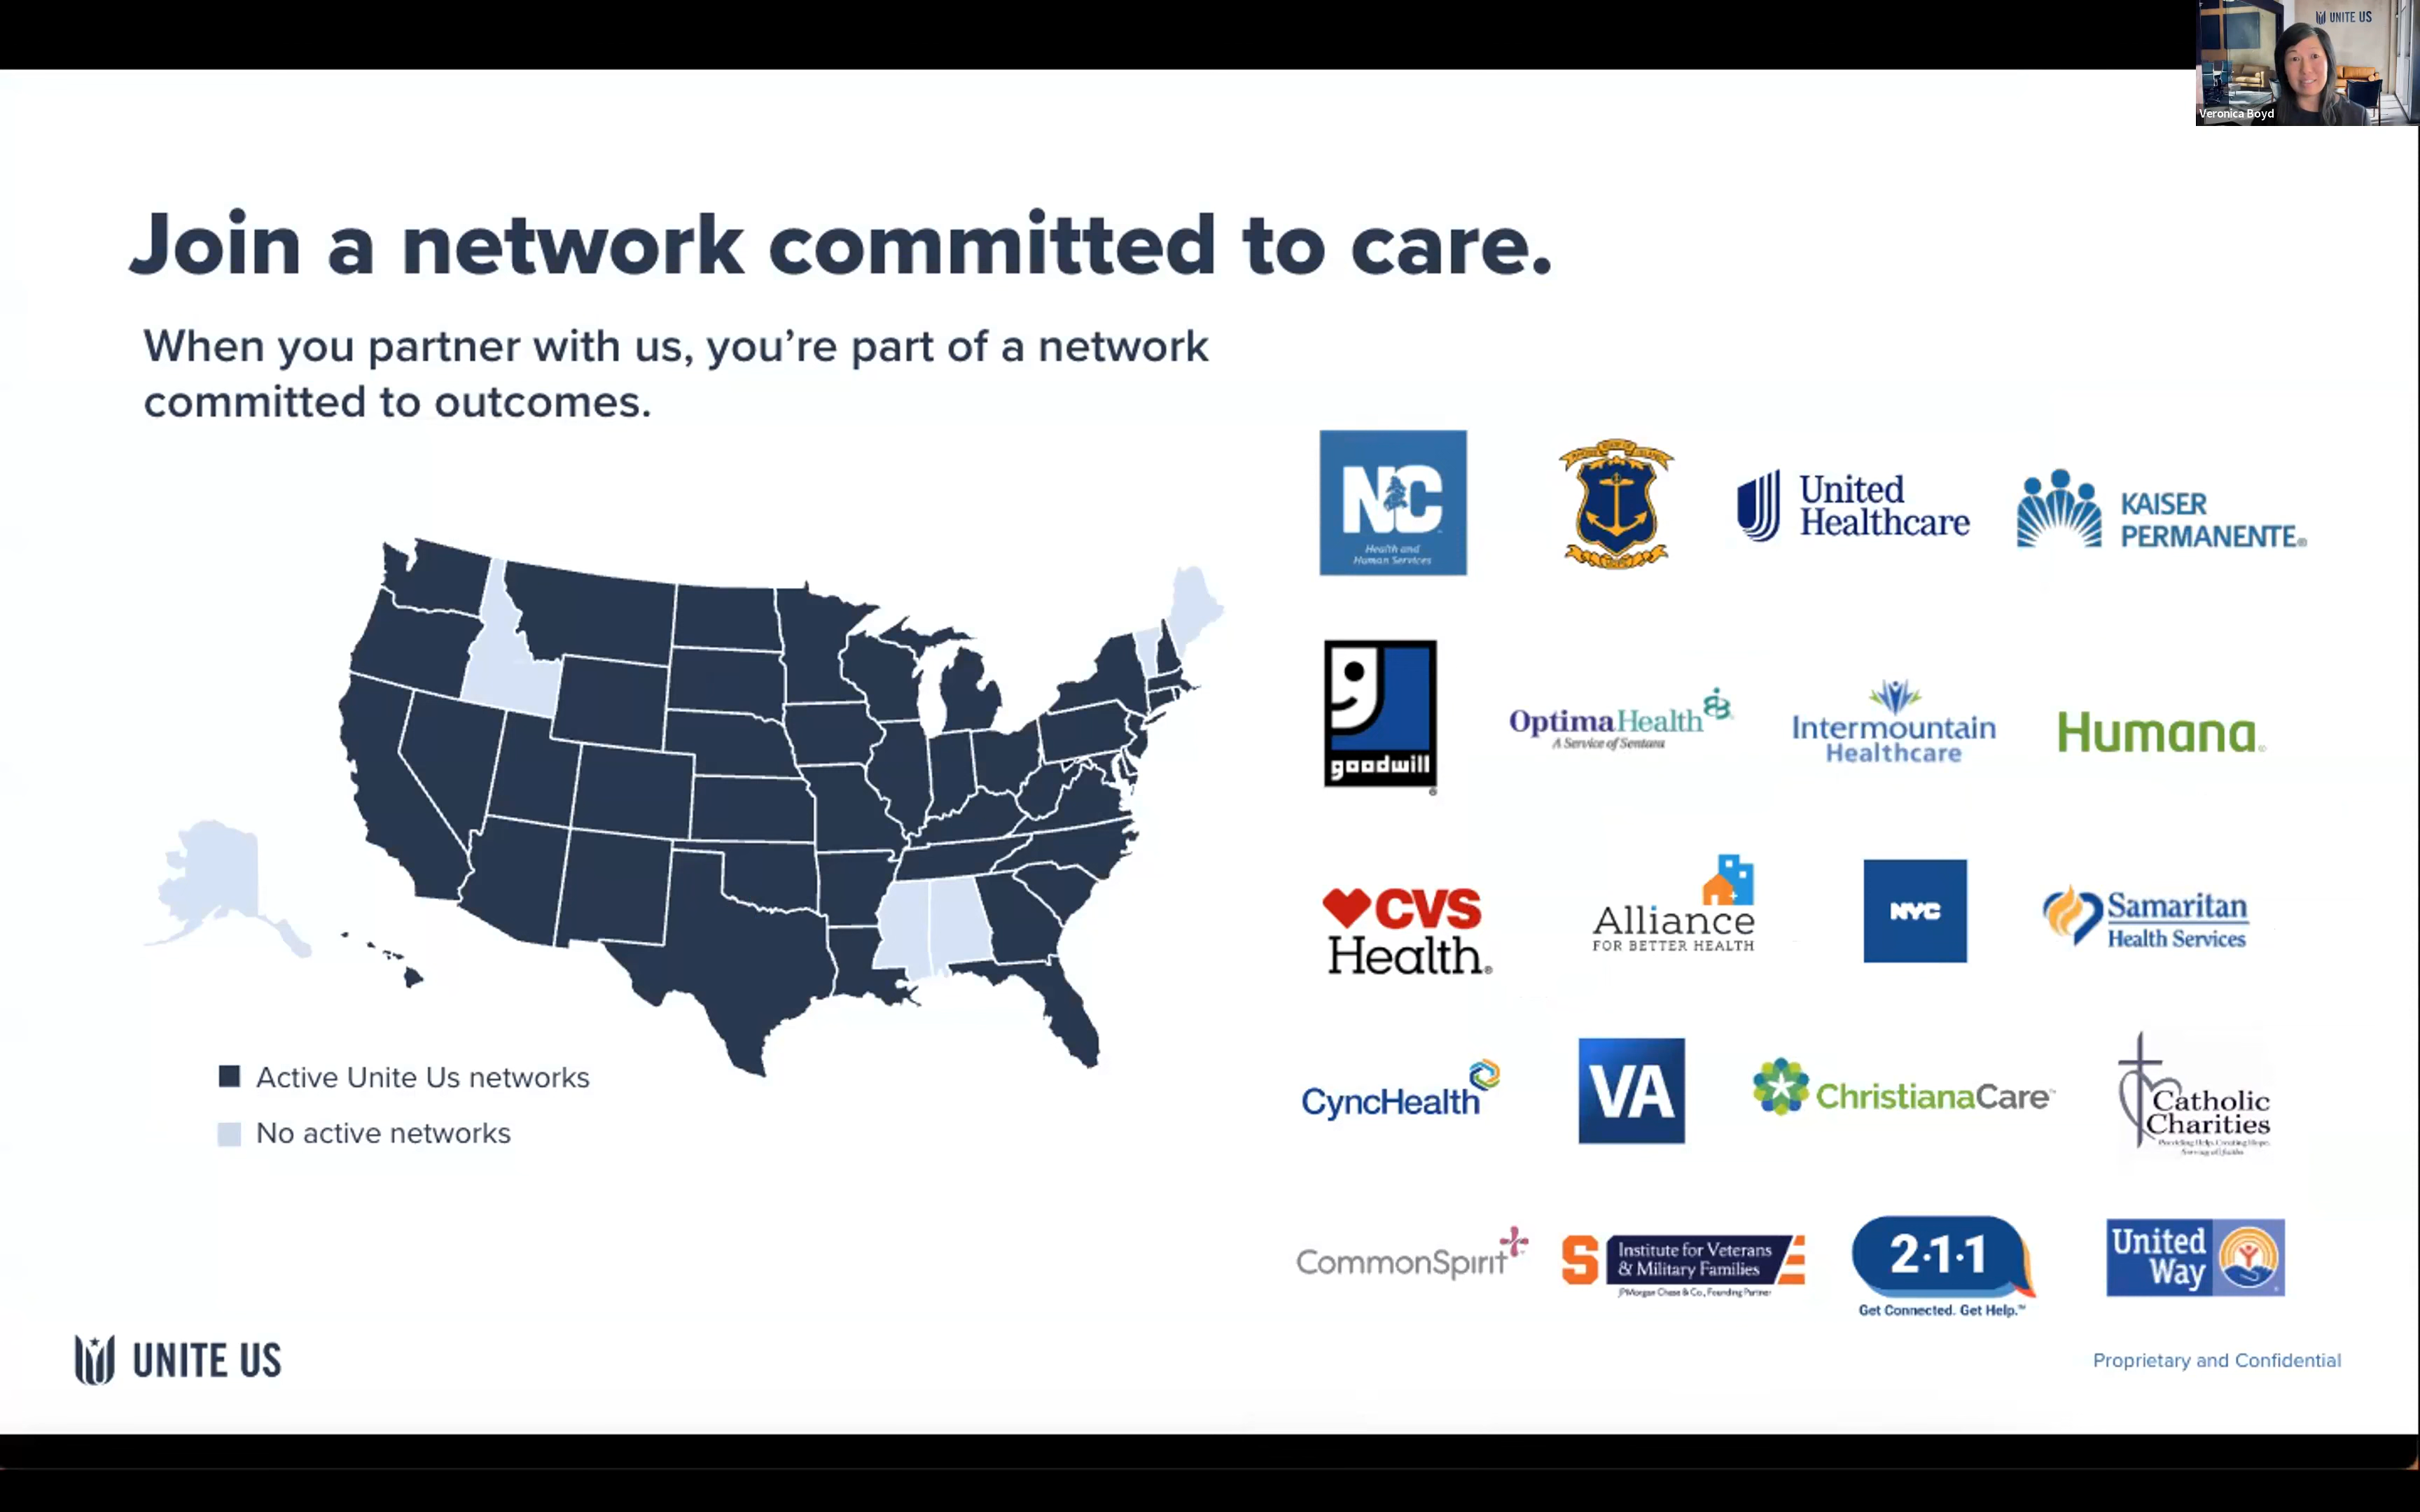 UNITE US
Veronica Boyd
Join a network committed to care.
When you partner with us, you’re part of a network
committed to outcomes.
NC
Health and
Human Services
United
Healthcare
KAISER
PERMANENTE®
goodwill®
OptimaHealth
A Service of Sentara
Intermountain
Healthcare
Humana®
CVS
Health®
Alliance
FOR BETTER HEALTH
NYC
Samaritan
Health Services
Active Unite Us networks
No active networks
CyncHealth
VA
ChristianaCare™
Catholic
Charities
CommonSpirit™
S
Institute for Veterans
& Military Families
JPMorgan Chase & Co., Founding Partner
2·1·1
Get Connected. Get Help.™
United
Way
UNITE US
Proprietary and Confidential